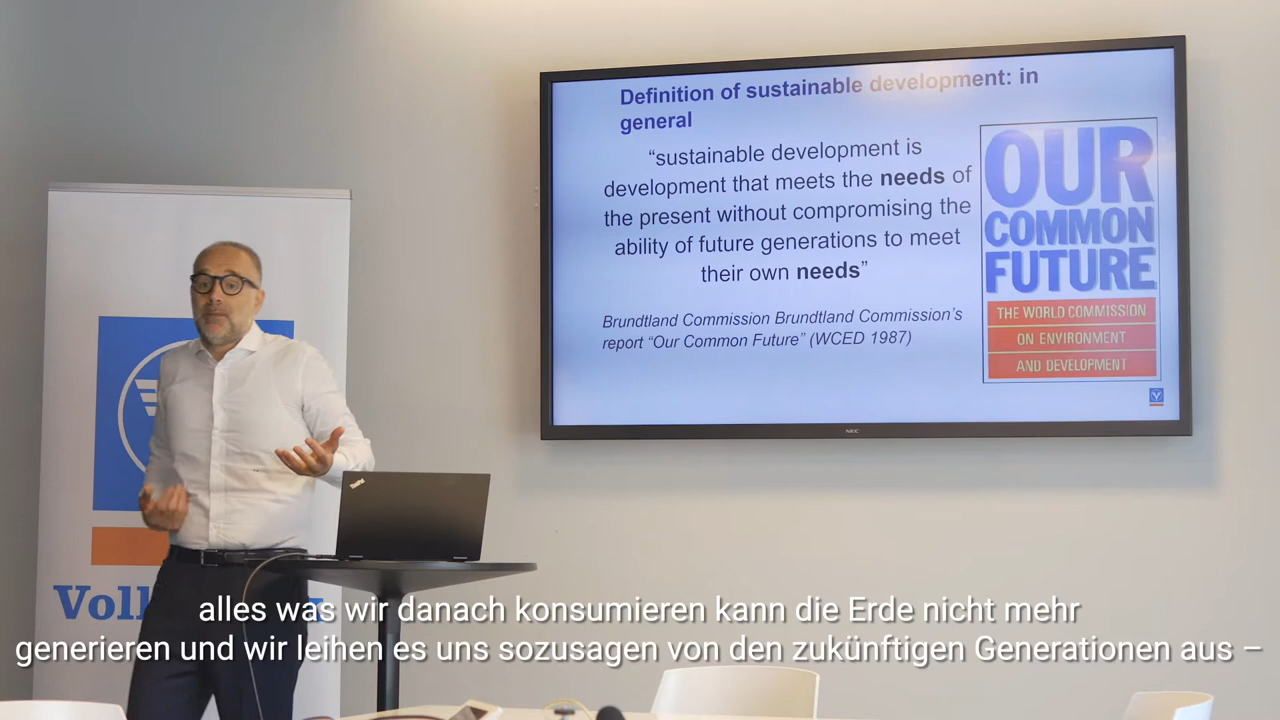 Definition of sustainable development: in
general
“sustainable development is
development that meets the needs of
the present without compromising the
ability of future generations to meet
their own needs”
Brundtland Commission Brundtland Commission’s
report “Our Common Future” (WCED 1987)
OUR
COMMON
FUTURE
THE WORLD COMMISSION
ON ENVIRONMENT
AND DEVELOPMENT
NEC
ThinkPad
alles was wir danach konsumieren kann die Erde nicht mehr
generieren und wir leihen es uns sozusagen von den zukünftigen Generationen aus –